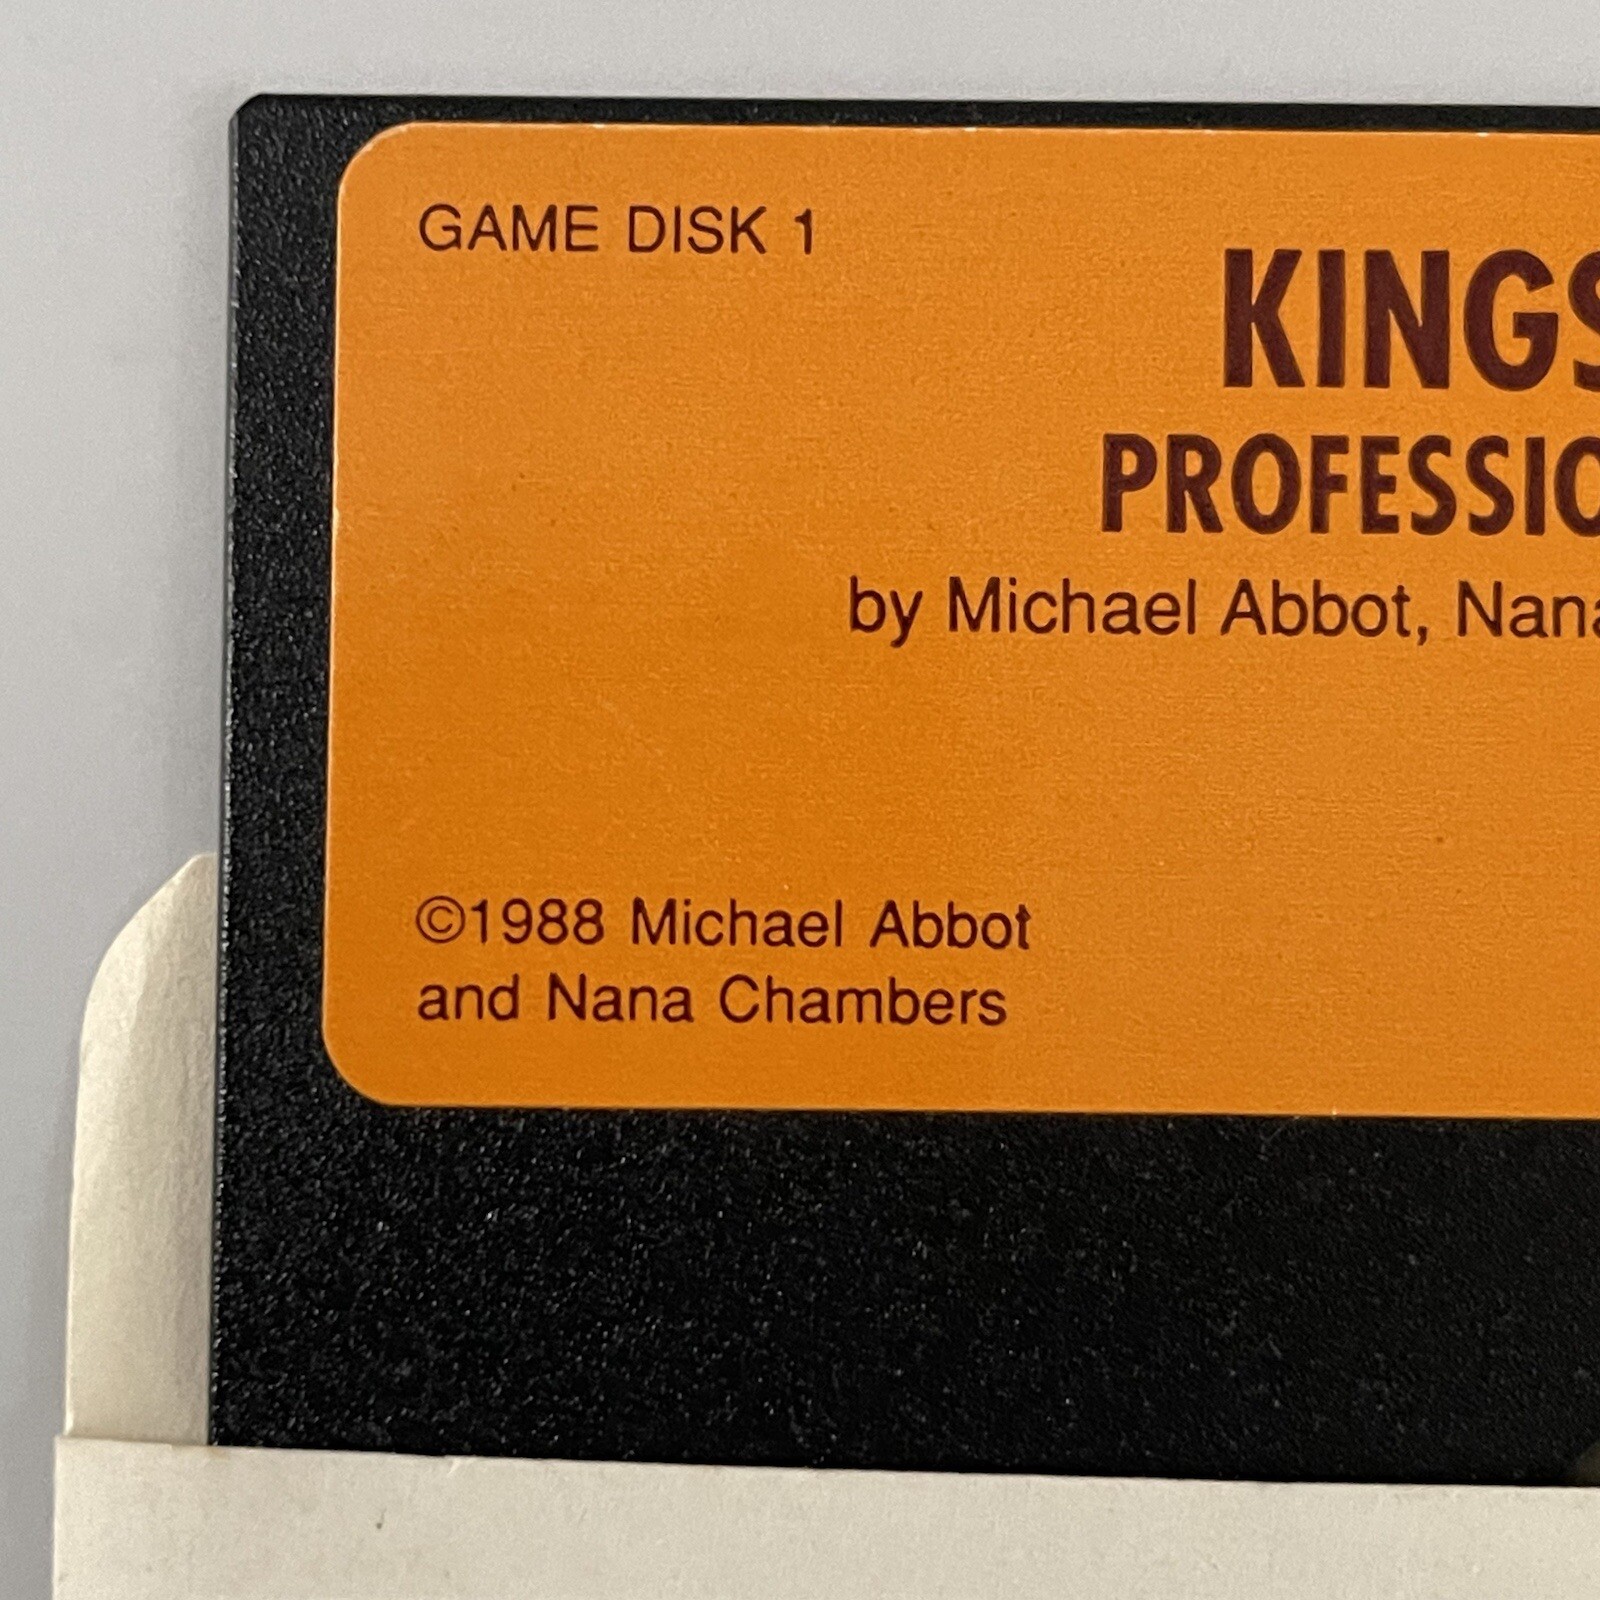 GAME DISK 1
KINGS
PROFESSIO
by Michael Abbot, Nana
©1988 Michael Abbot
and Nana Chambers